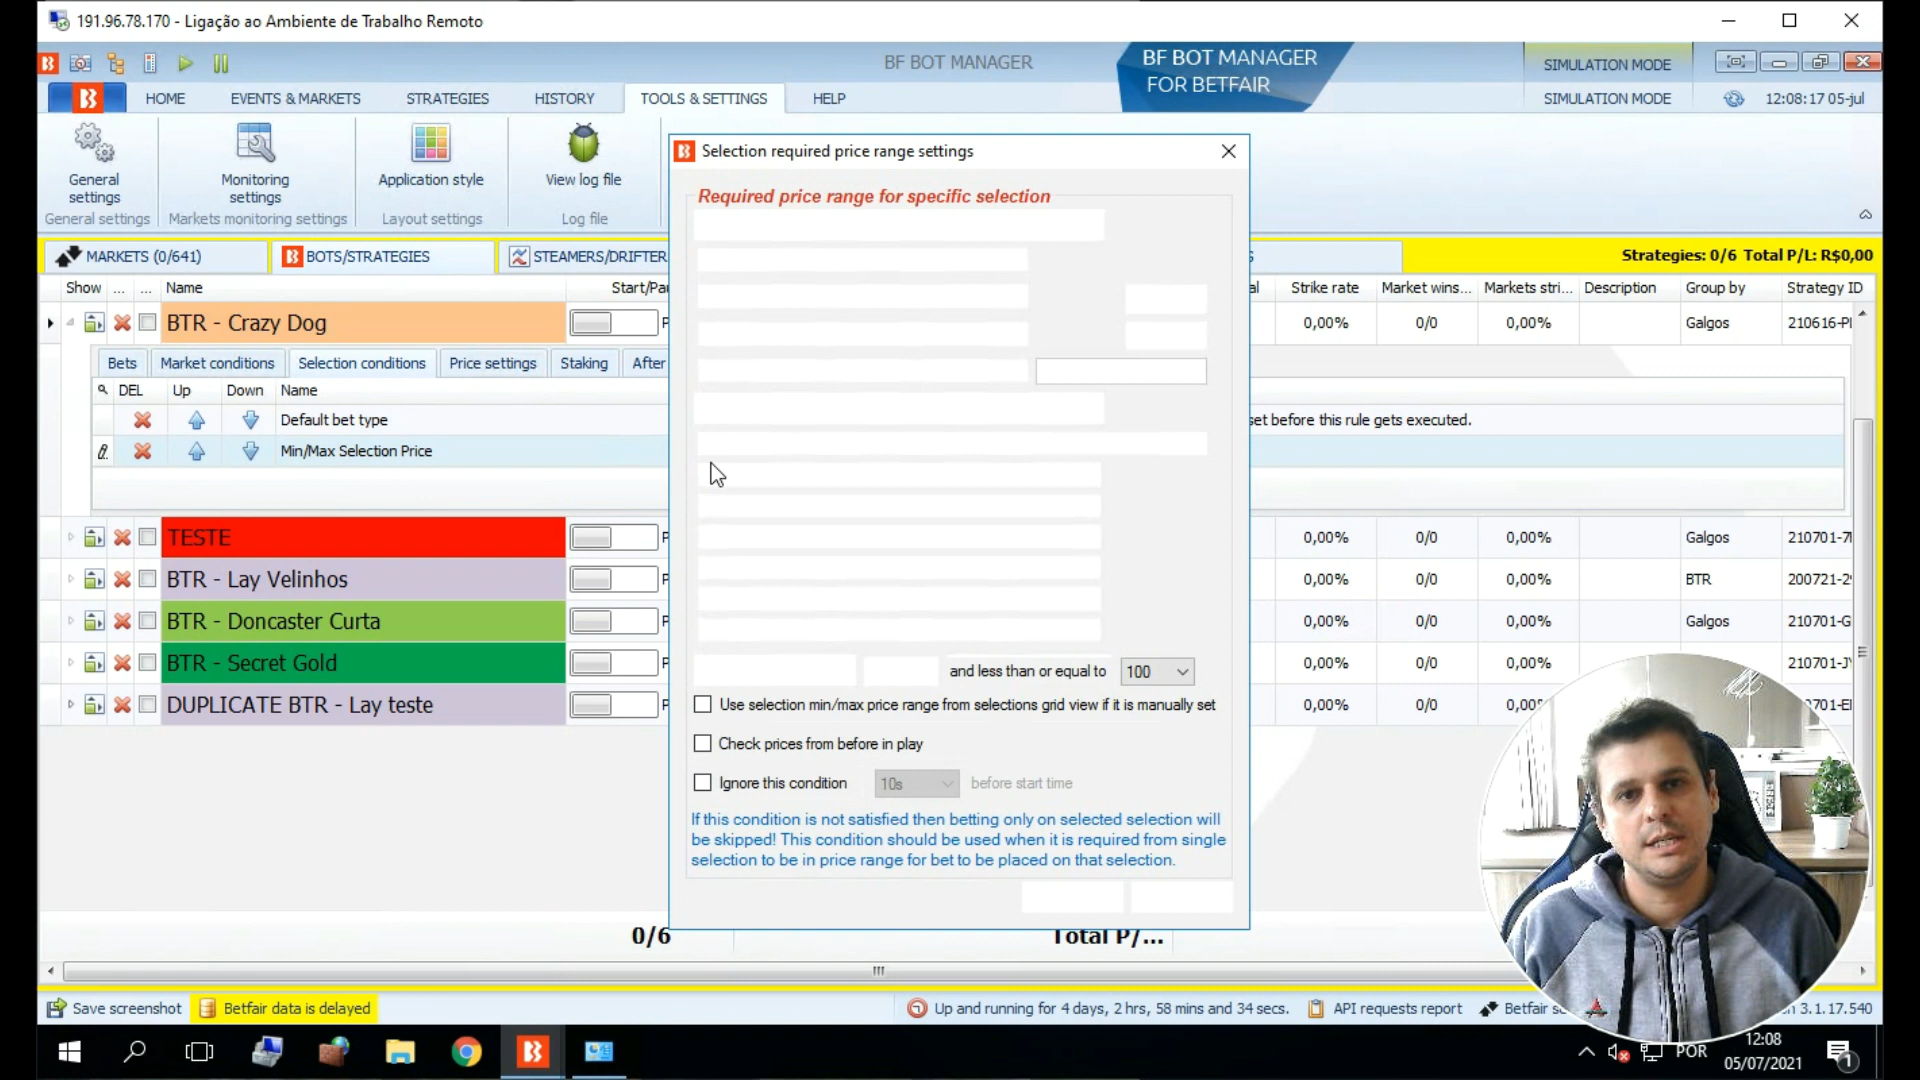 191.96.78.170 - Ligação ao Ambiente de Trabalho Remoto
BF BOT MANAGER
BF BOT MANAGER
FOR BETFAIR
SIMULATION MODE
HOME
EVENTS & MARKETS
STRATEGIES
HISTORY
TOOLS & SETTINGS
HELP
SIMULATION MODE
12:08:17 05-jul
General
settings
Monitoring
settings
Application style
View log file
General settings
Markets monitoring settings
Layout settings
Log file
Selection required price range settings
Required price range for specific selection
MARKETS (0/641)
BOTS/STRATEGIES
STEAMERS/DRIFTER
S
Strategies: 0/6 Total P/L: R$0,00
Show
...
...
Name
Start/Pau
al
Strike rate
Market wins...
Markets stri...
Description
Group by
Strategy ID
BTR - Crazy Dog
P
0,00%
0/0
0,00%
Galgos
210616-PI
Bets
Market conditions
Selection conditions
Price settings
Staking
After
DEL
Up
Down
Name
Default bet type
set before this rule gets executed.
Min/Max Selection Price
TESTE
P
0,00%
0/0
0,00%
Galgos
BTR - Lay Velinhos
P
0,00%
0/0
0,00%
BTR
BTR - Doncaster Curta
P
0,00%
0/0
0,00%
Galgos
210701-G
BTR - Secret Gold
P
0,00%
0/0
0,00%
DUPLICATE BTR - Lay teste
P
0,00%
0/0
and less than or equal to
100
Use selection min/max price range from selections grid view if it is manually set
Check prices from before in play
Ignore this condition
10s
before start time
If this condition is not satisfied then betting only on selected selection will
be skipped! This condition should be used when it is required from single
selection to be in price range for bet to be placed on that selection.
0/6
Total P/...
Save screenshot
Betfair data is delayed
Up and running for 4 days, 2 hrs, 58 mins and 34 secs.
API requests report
Betfair se
3.1.17.540
POR
12:08
05/07/2021
1